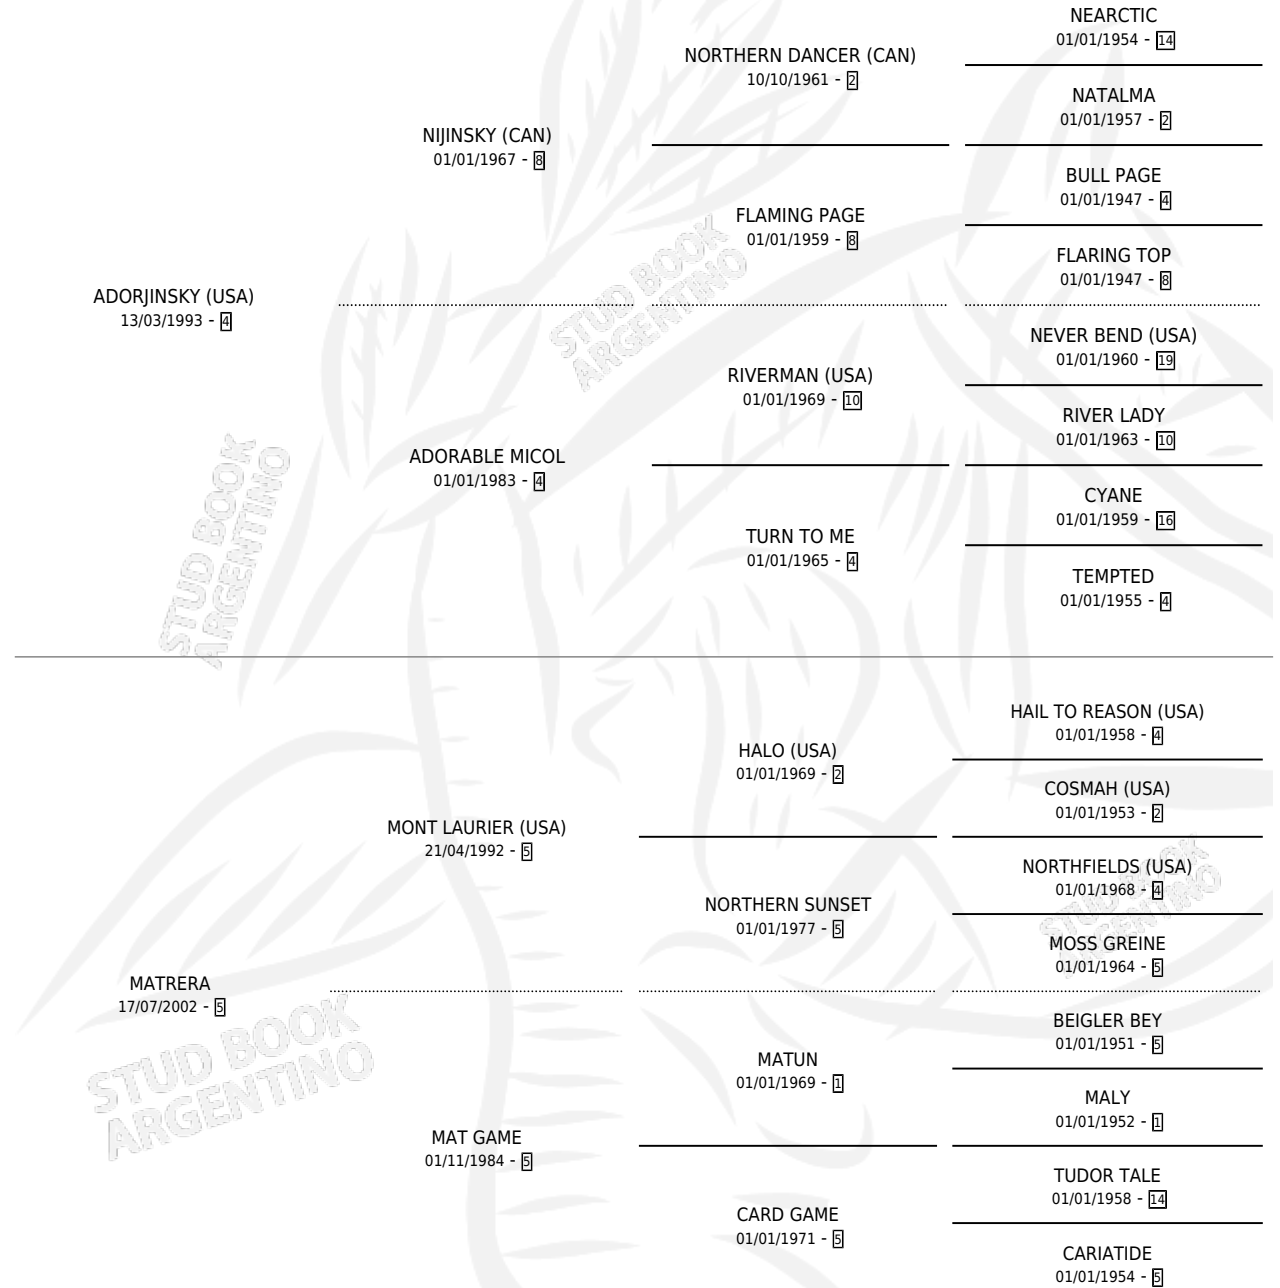 NEARCTIC
01/01/1954 - 14
NORTHERN DANCER (CAN)
10/10/1961 - 2
NATALMA
01/01/1957 - 2
NIJINSKY (CAN)
01/01/1967 - 8
BULL PAGE
01/01/1947 - 4
FLAMING PAGE
01/01/1959 - 8
FLARING TOP
01/01/1947 - 8
ADORJINSKY (USA)
13/03/1993 - 4
NEVER BEND (USA)
01/01/1960 - 19
RIVERMAN (USA)
01/01/1969 - 10
RIVER LADY
01/01/1963 - 10
ADORABLE MICOL
01/01/1983 - 4
CYANE
01/01/1959 - 16
TURN TO ME
01/01/1965 - 4
TEMPTED
01/01/1955 - 4
HAIL TO REASON (USA)
01/01/1958 - 4
HALO (USA)
01/01/1969 - 2
COSMAH (USA)
01/01/1953 - 2
MONT LAURIER (USA)
21/04/1992 - 5
NORTHFIELDS (USA)
01/01/1968 - 4
NORTHERN SUNSET
01/01/1977 - 5
MOSS GREINE
01/01/1964 - 5
MATRERA
17/07/2002 - 5
BEIGLER BEY
01/01/1951 - 5
MATUN
01/01/1969 - 1
MALY
01/01/1952 - 1
MAT GAME
01/11/1984 - 5
TUDOR TALE
01/01/1958 - 14
CARD GAME
01/01/1971 - 5
CARIATIDE
01/01/1954 - 5
STUD BOOK
ARGENTINO
STUD BOOK
ARGENTINO
STUD BOOK
ARGENTINO
STUD BOOK
ARGENTINO